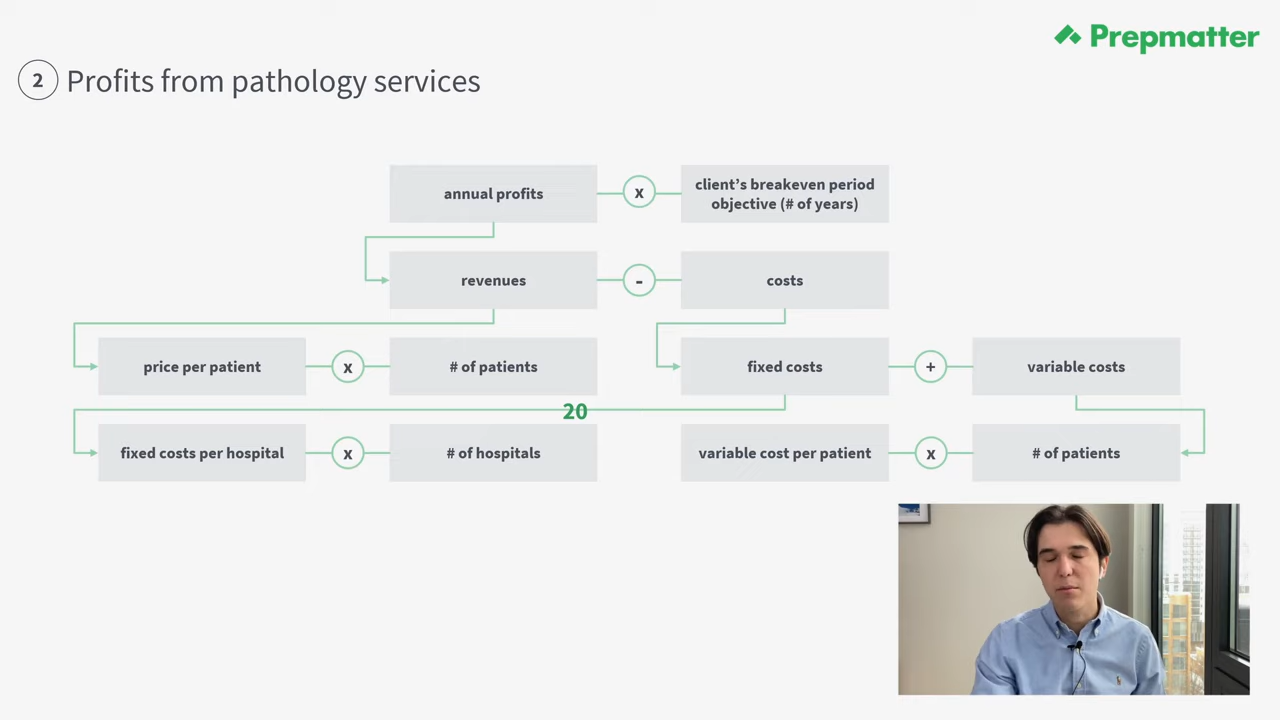 Prepmatter
2 Profits from pathology services
annual profits x client’s breakeven period
objective (# of years)
revenues - costs
price per patient x # of patients fixed costs + variable costs
20
fixed costs per hospital x # of hospitals variable cost per patient x # of patients